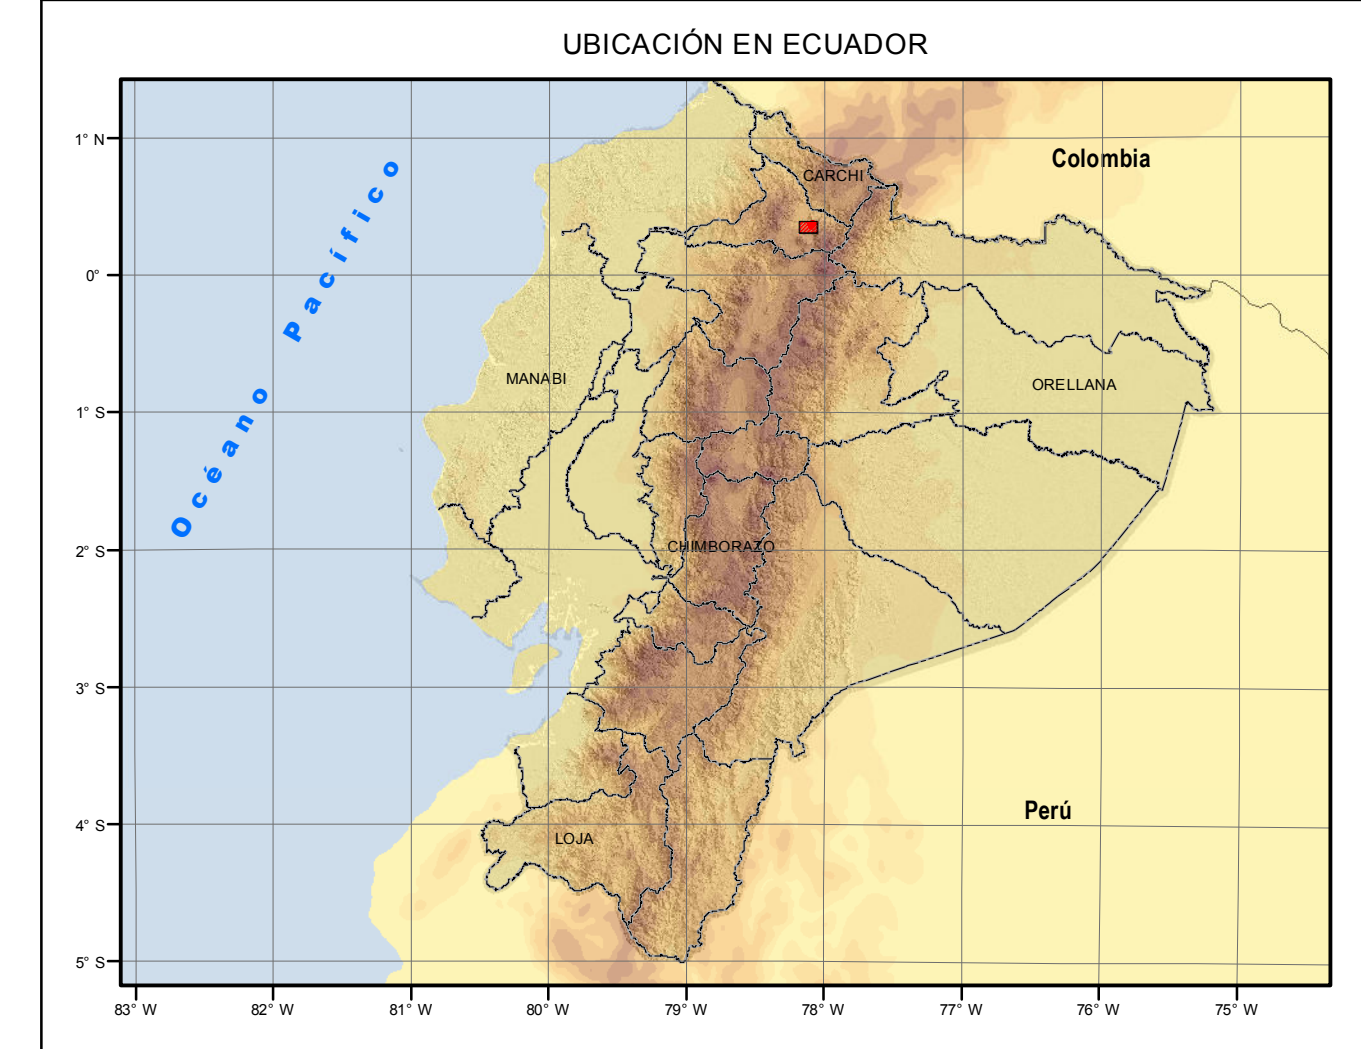 UBICACIÓN EN ECUADOR
1° N
0°
1° S
2° S
3° S
4° S
5° S
Océano Pacífico
Colombia
CARCHI
MANABI
ORELLANA
CHIMBORAZO
Perú
LOJA
83° W
82° W
81° W
80° W
79° W
78° W
77° W
76° W
75° W